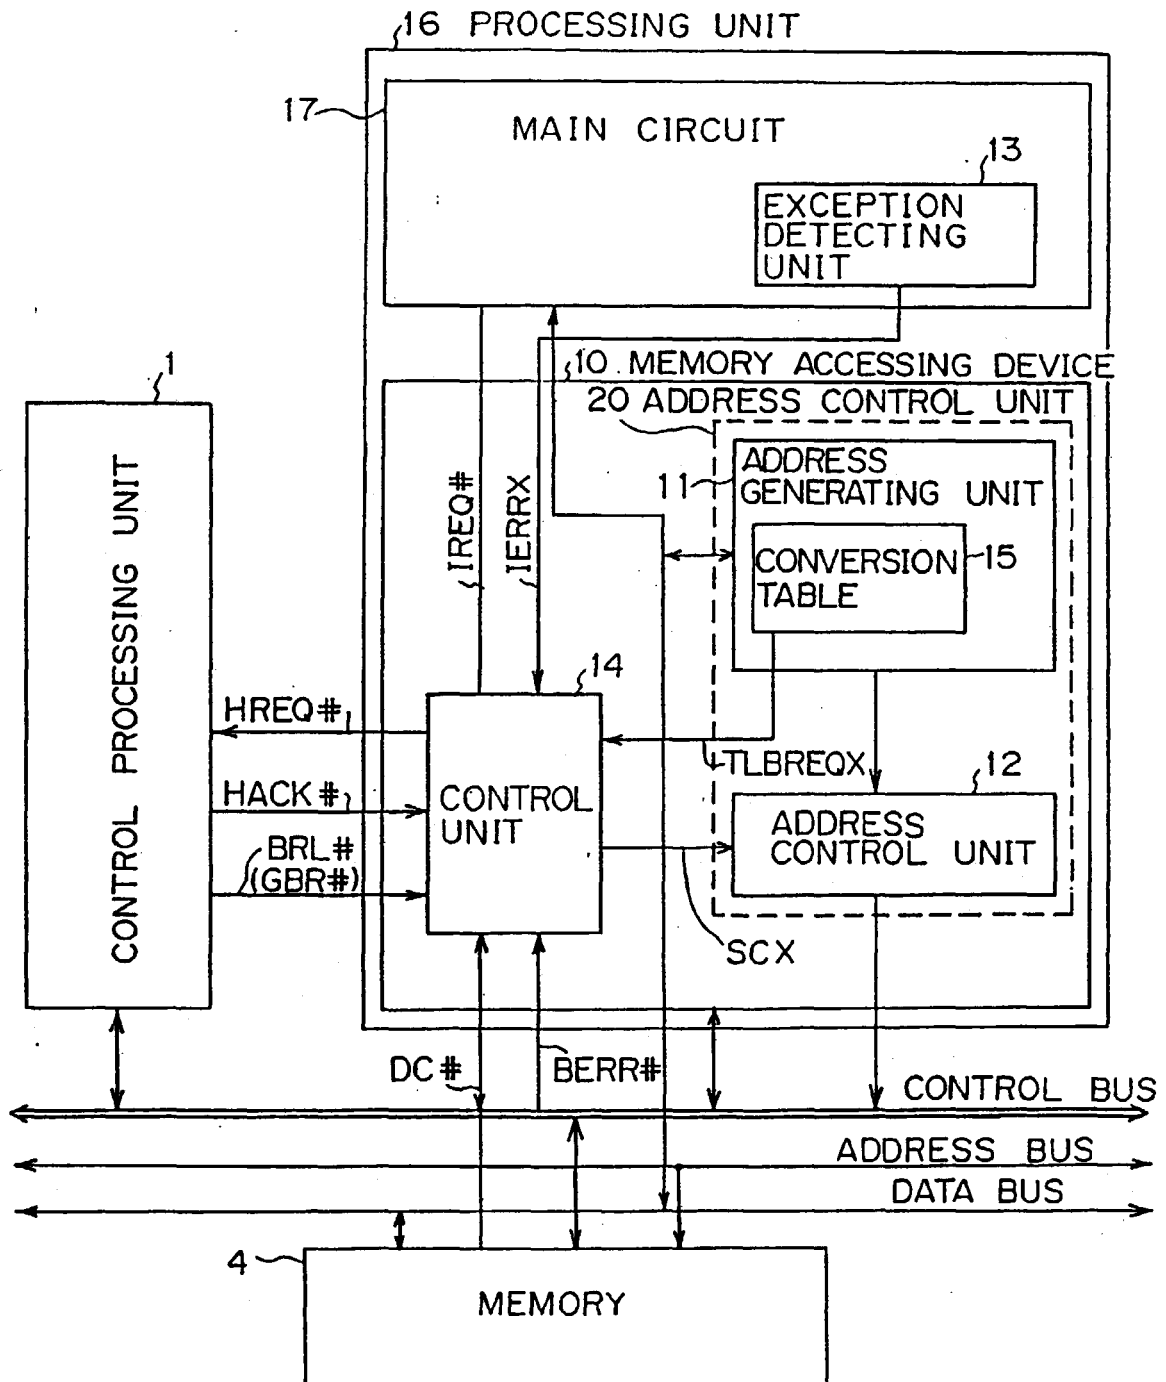 16 PROCESSING UNIT
17
MAIN CIRCUIT
13
EXCEPTION
DETECTING
UNIT
1
CONTROL PROCESSING UNIT
10 MEMORY ACCESSING DEVICE
20 ADDRESS CONTROL UNIT
11
ADDRESS
GENERATING UNIT
CONVERSION
TABLE
15
IREQ#
IERRX
14
HREQ#
HACK#
BRL#
(GBR#)
CONTROL
UNIT
TLBREQX
12
ADDRESS
CONTROL UNIT
SCX
DC#
BERR#
CONTROL BUS
ADDRESS BUS
DATA BUS
4
MEMORY